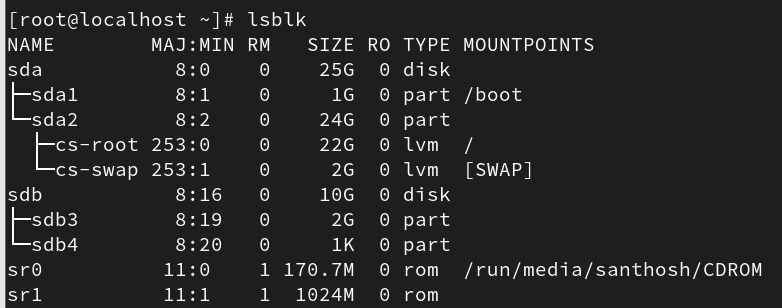 [root@localhost ~]# lsblk
NAME        MAJ:MIN RM   SIZE RO TYPE MOUNTPOINTS
sda           8:0    0    25G  0 disk
├─sda1        8:1    0     1G  0 part /boot
└─sda2        8:2    0    24G  0 part
  ├─cs-root 253:0    0    22G  0 lvm  /
  └─cs-swap 253:1    0     2G  0 lvm  [SWAP]
sdb           8:16   0    10G  0 disk
├─sdb3        8:19   0     2G  0 part
└─sdb4        8:20   0     1K  0 part
sr0          11:0    1 170.7M  0 rom  /run/media/santhosh/CDROM
sr1          11:1    1  1024M  0 rom